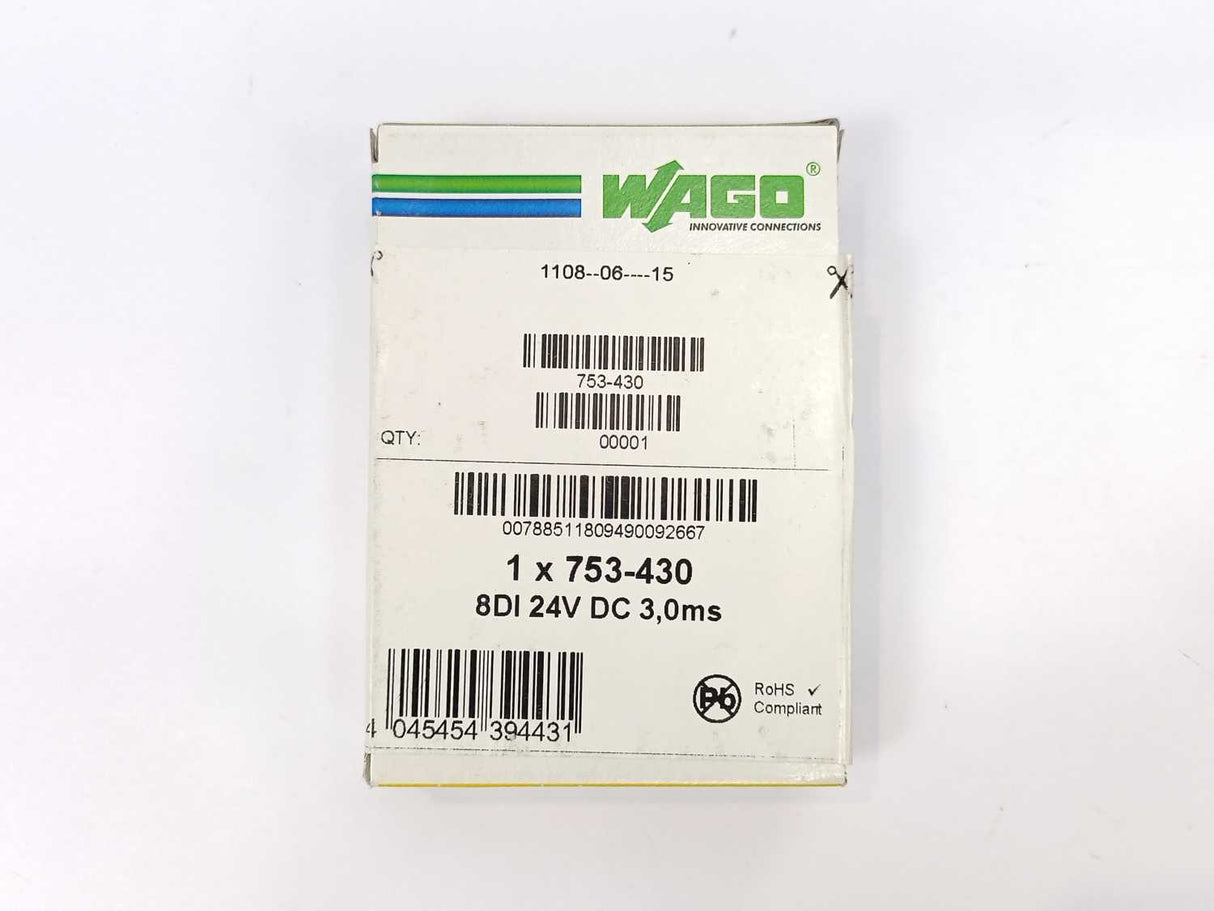 WAGO®
INNOVATIVE CONNECTIONS
1108--06----15
753-430
QTY: 00001
00788511809490092667
1 x 753-430
8DI 24V DC 3,0ms
Pb
RoHS ✓
Compliant
4 045454 394431